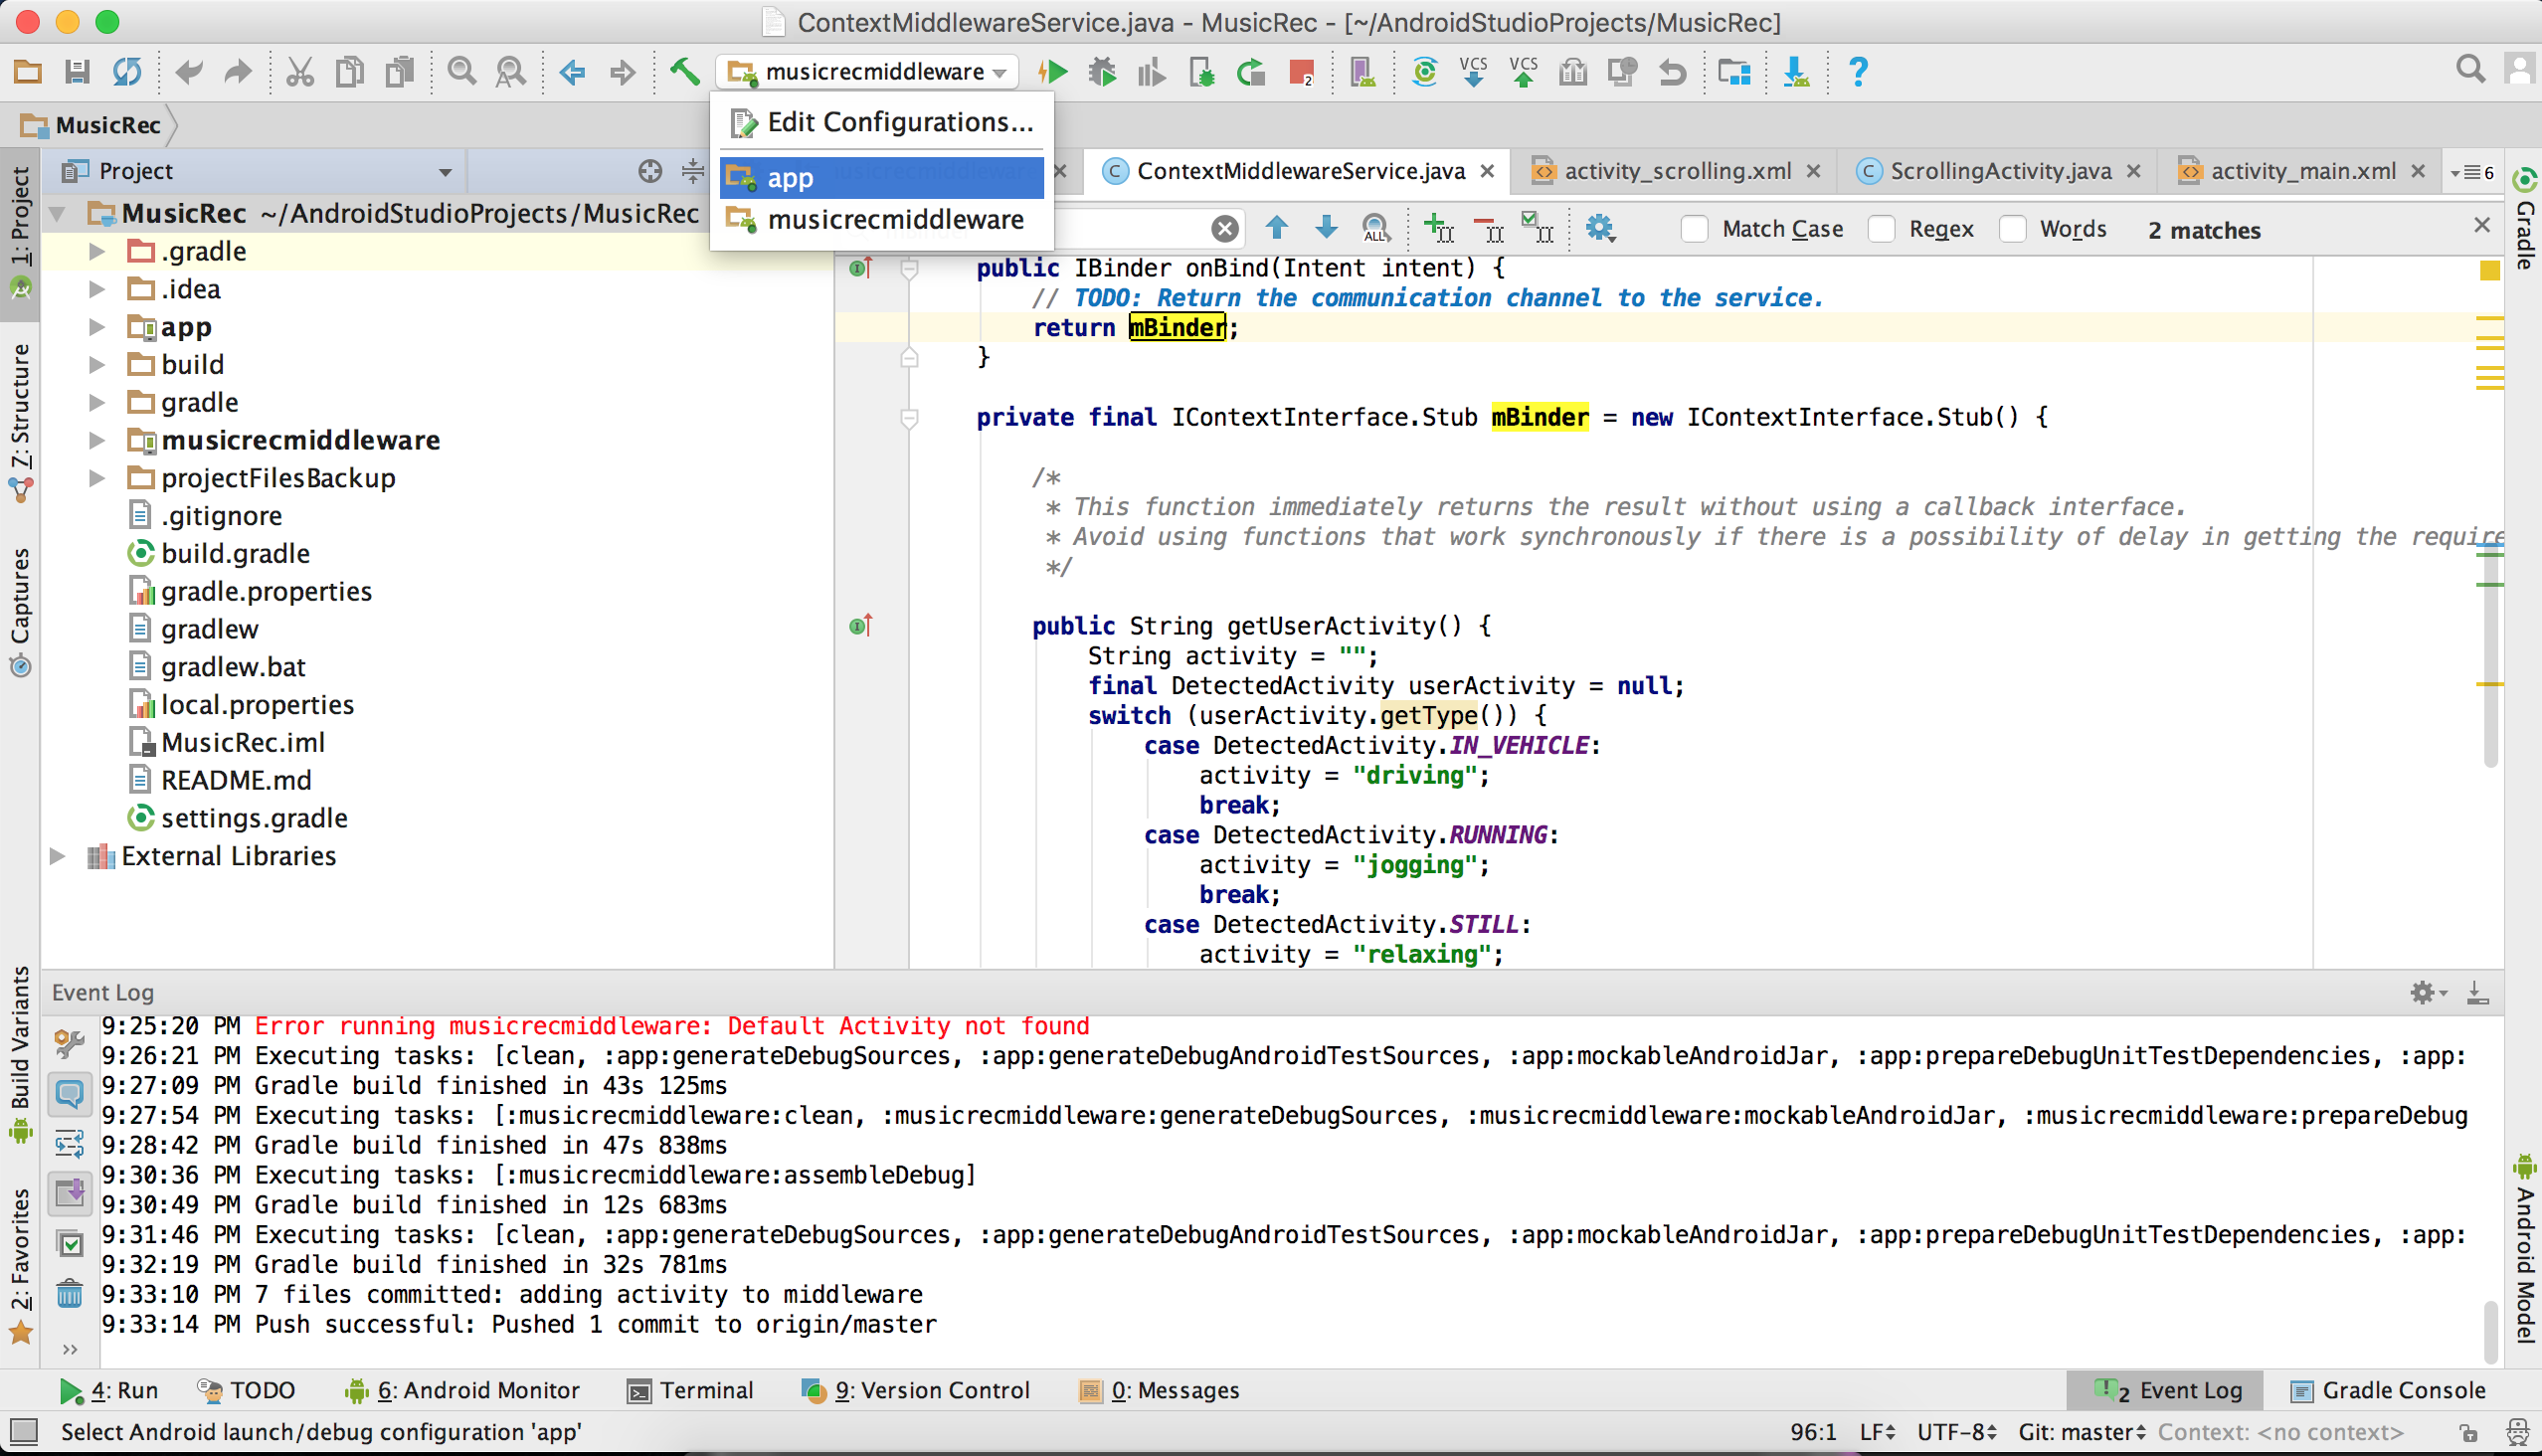 ContextMiddlewareService.java - MusicRec - [~/AndroidStudioProjects/MusicRec]
musicrecmiddleware
2
VCS
VCS
?
MusicRec
Edit Configurations...
app
musicrecmiddleware
Project
ContextMiddlewareService.java
activity_scrolling.xml
ScrollingActivity.java
activity_main.xml
6
Match Case
Regex
Words
2 matches
1: Project
7: Structure
Captures
Build Variants
2: Favorites
Gradle
Android Model
MusicRec ~/AndroidStudioProjects/MusicRec
.gradle
.idea
app
build
gradle
musicrecmiddleware
projectFilesBackup
.gitignore
build.gradle
gradle.properties
gradlew
gradlew.bat
local.properties
MusicRec.iml
README.md
settings.gradle
External Libraries
public IBinder onBind(Intent intent) {
// TODO: Return the communication channel to the service.
return mBinder;
}
private final IContextInterface.Stub mBinder = new IContextInterface.Stub() {
/*
* This function immediately returns the result without using a callback interface.
* Avoid using functions that work synchronously if there is a possibility of delay in getting the require
*/
public String getUserActivity() {
String activity = "";
final DetectedActivity userActivity = null;
switch (userActivity.getType()) {
case DetectedActivity.IN_VEHICLE:
activity = "driving";
break;
case DetectedActivity.RUNNING:
activity = "jogging";
break;
case DetectedActivity.STILL:
activity = "relaxing";
Event Log
9:25:20 PM Error running musicrecmiddleware: Default Activity not found
9:26:21 PM Executing tasks: [clean, :app:generateDebugSources, :app:generateDebugAndroidTestSources, :app:mockableAndroidJar, :app:prepareDebugUnitTestDependencies, :app:
9:27:09 PM Gradle build finished in 43s 125ms
9:27:54 PM Executing tasks: [:musicrecmiddleware:clean, :musicrecmiddleware:generateDebugSources, :musicrecmiddleware:mockableAndroidJar, :musicrecmiddleware:prepareDebug
9:28:42 PM Gradle build finished in 47s 838ms
9:30:36 PM Executing tasks: [:musicrecmiddleware:assembleDebug]
9:30:49 PM Gradle build finished in 12s 683ms
9:31:46 PM Executing tasks: [clean, :app:generateDebugSources, :app:generateDebugAndroidTestSources, :app:mockableAndroidJar, :app:prepareDebugUnitTestDependencies, :app:
9:32:19 PM Gradle build finished in 32s 781ms
9:33:10 PM 7 files committed: adding activity to middleware
9:33:14 PM Push successful: Pushed 1 commit to origin/master
4: Run
TODO
6: Android Monitor
Terminal
9: Version Control
0: Messages
2 Event Log
Gradle Console
Select Android launch/debug configuration 'app'
96:1
LF
UTF-8
Git: master
Context: <no context>